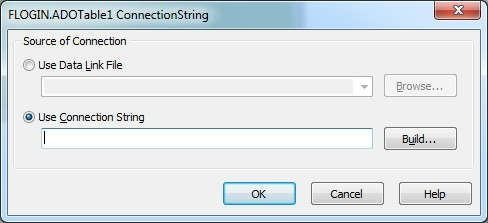 FLOGIN.ADOTable1 ConnectionString
Source of Connection
Use Data Link File
Browse...
Use Connection String
Build...
OK
Cancel
Help